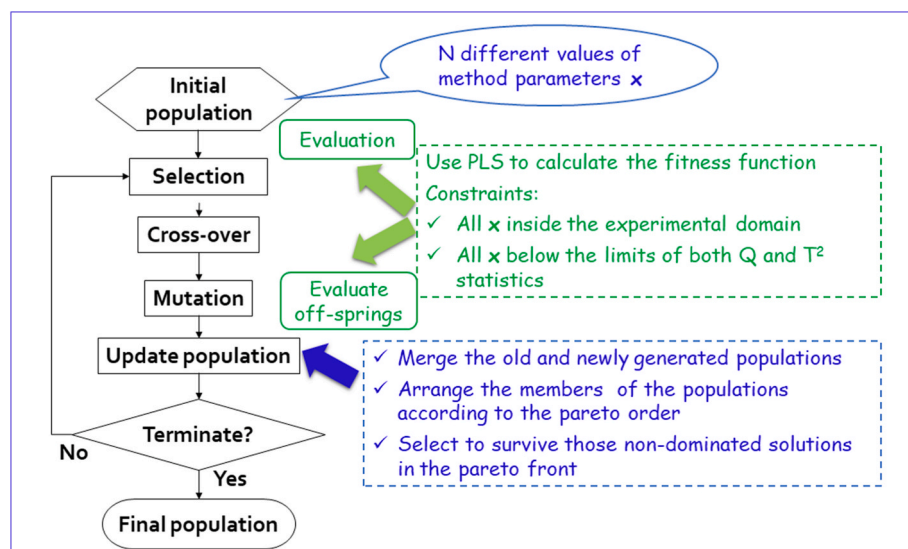 N different values of
method parameters x
Initial
population
Evaluation
Use PLS to calculate the fitness function
Constraints:
✓ All x inside the experimental domain
✓ All x below the limits of both Q and T²
statistics
Selection
Cross-over
Mutation
Evaluate
off-springs
Update population
✓ Merge the old and newly generated populations
✓ Arrange the members of the populations
according to the pareto order
✓ Select to survive those non-dominated solutions
in the pareto front
Terminate?
No
Yes
Final population